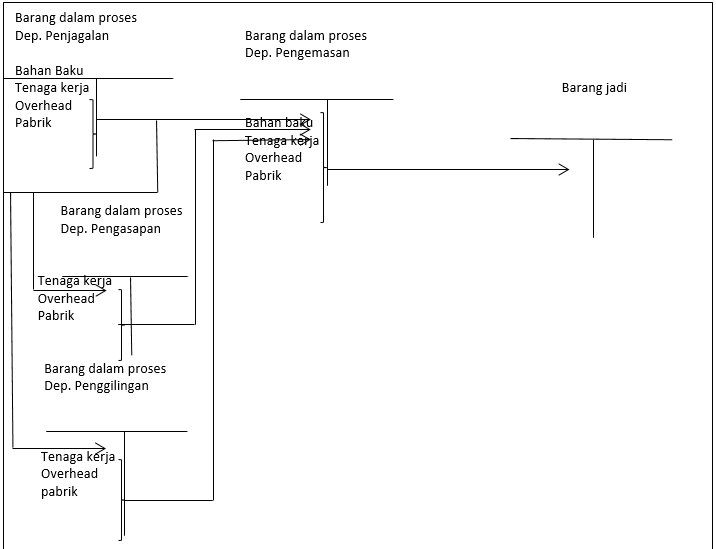 Barang dalam proses
Dep. Penjagalan
Bahan Baku
Tenaga kerja
Overhead
Pabrik
Barang dalam proses
Dep. Pengemasan
Bahan baku
Tenaga kerja
Overhead
Pabrik
Barang jadi
Barang dalam proses
Dep. Pengasapan
Tenaga kerja
Overhead
Pabrik
Barang dalam proses
Dep. Penggilingan
Tenaga kerja
Overhead
pabrik